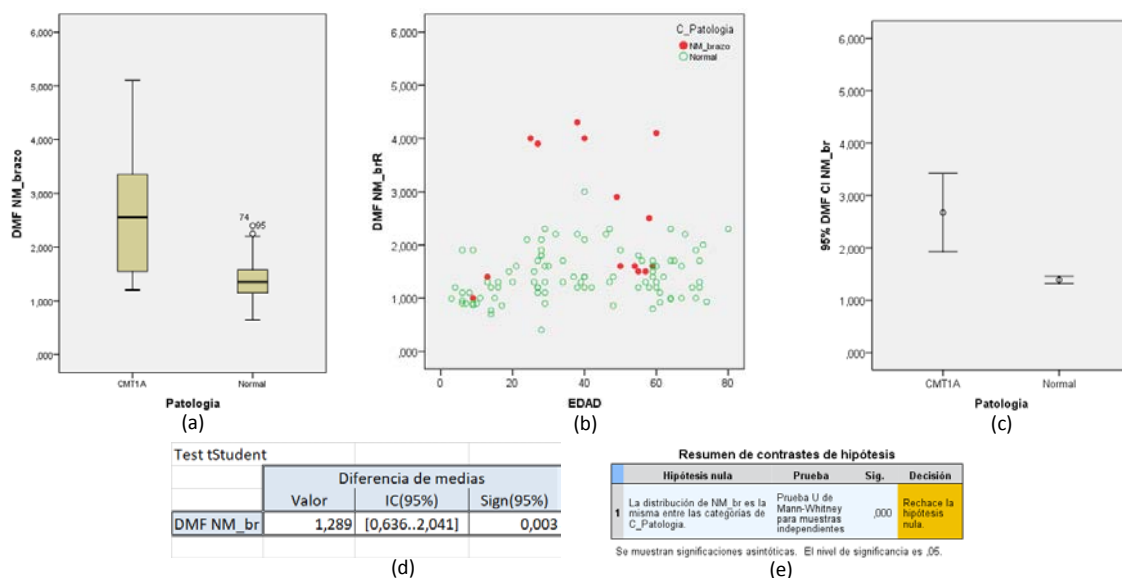 6,000
5,000
4,000
3,000
2,000
1,000
,000
DMF NM_brazo
74
95
CMT1A
Normal
Patologia
(a)
6,000
5,000
4,000
3,000
2,000
1,000
,000
DMF NM_brR
C_Patologia
NM_brazo
Normal
0
20
40
60
80
EDAD
(b)
6,000
5,000
4,000
3,000
2,000
1,000
,000
95% DMF CI NM_br
CMT1A
Normal
Patologia
(c)
Test tStudent
Diferencia de medias
Valor IC(95%) Sign(95%)
DMF NM_br 1,289 [0,636..2,041] 0,003
(d)
Resumen de contrastes de hipótesis
Hipótesis nula Prueba Sig. Decisión
1
La distribución de NM_br es la
misma entre las categorías de
C_Patologia.
Prueba U de
Mann-Whitney
para muestras
independientes
,000
Rechace la
hipótesis
nula.
Se muestran significaciones asintóticas. El nivel de significancia es ,05.
(e)